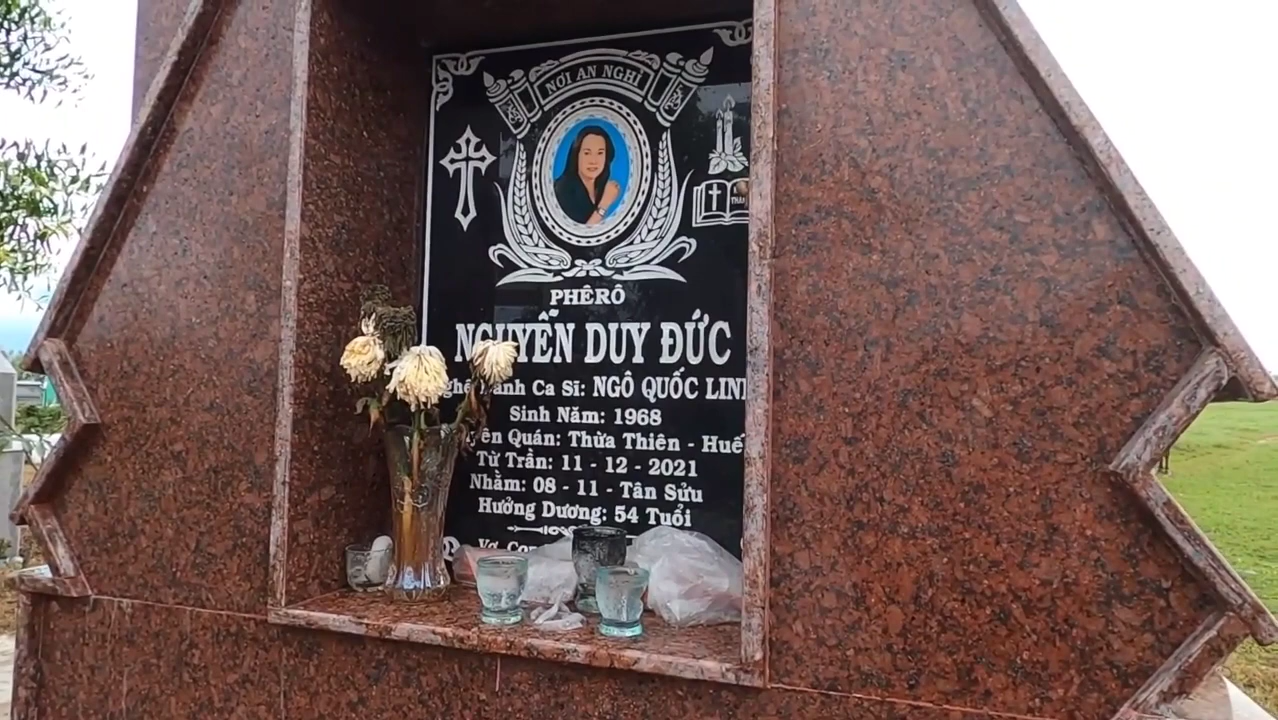 NƠI AN NGHỈ
PHÊRÔ
NGUYỄN DUY ĐỨC
Ca Sĩ: NGÔ QUỐC
Sinh Năm: 1968
Quán: Thừa Thiên - Huế
Từ Trần: 11 - 12 - 2021
Nhằm: 08 - 11 - Tân Sửu
Hưởng Dương: 54 Tuổi
Vợ